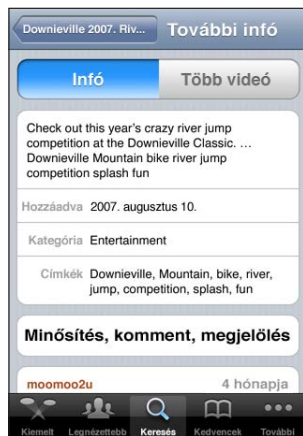 Downieville 2007. Riv...
További infó
Infó
Több videó
Check out this year's crazy river jump
competition at the Downieville Classic. ...
Downieville Mountain bike river jump
competition splash fun
Hozzáadva 2007. augusztus 10.
Kategória Entertainment
Címkék Downieville, Mountain, bike, river,
jump, competition, splash, fun
Minősítés, komment, megjelölés
moomoo2u 4 hónapja
Kiemelt Legnézettebb Keresés Kedvencek További